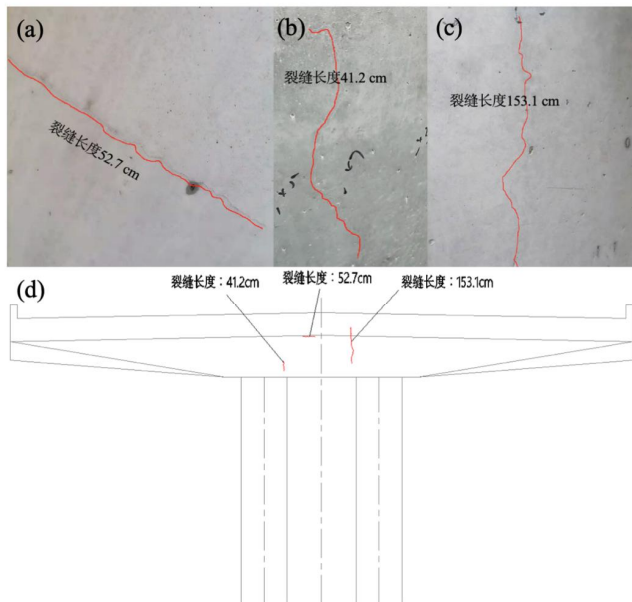 (a)
裂缝长度52.7 cm
(b)
裂缝长度41.2 cm
(c)
裂缝长度153.1 cm
(d)
裂缝长度：41.2cm
裂缝长度：52.7cm
裂缝长度：153.1cm